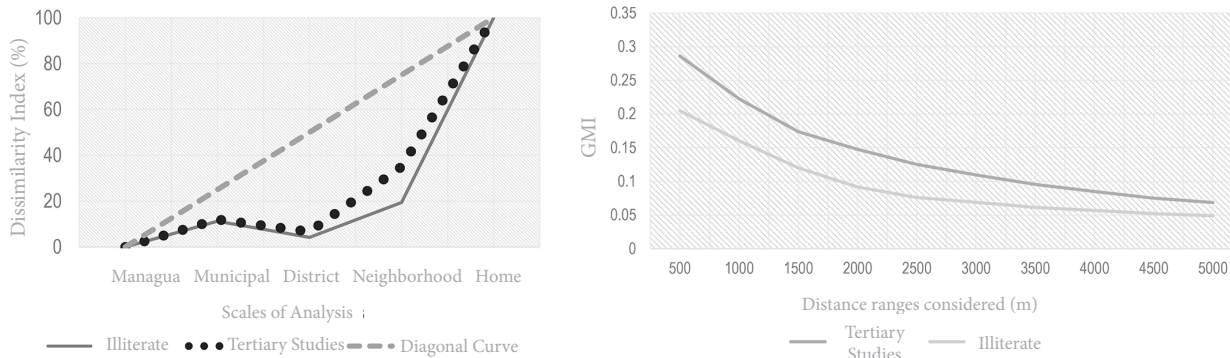 Dissimilarity Index (%)
100
80
60
40
20
0
Managua Municipal District Neighborhood Home
Scales of Analysis
Illiterate Tertiary Studies Diagonal Curve
GMI
0.35
0.3
0.25
0.2
0.15
0.1
0.05
0
500 1000 1500 2000 2500 3000 3500 4000 4500 5000
Distance ranges considered (m)
Tertiary
Studies
Illiterate